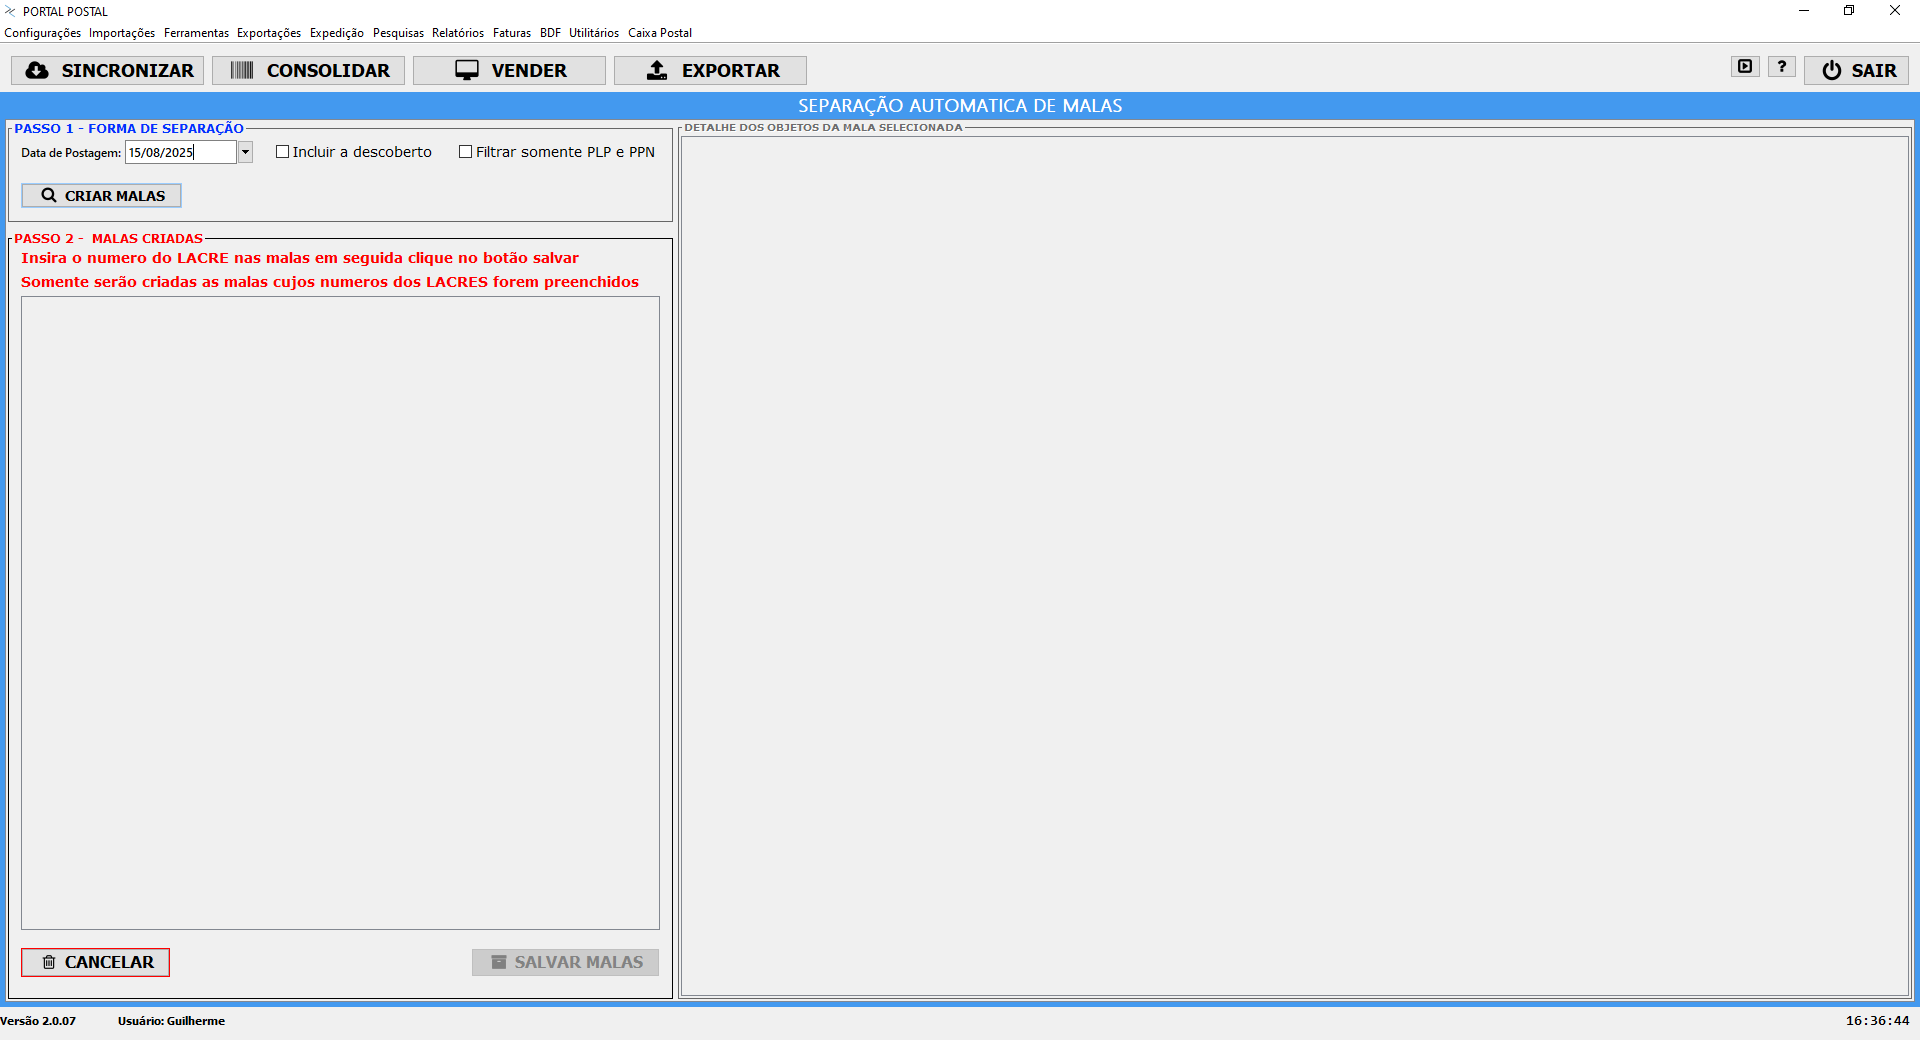 PORTAL POSTAL
Configurações Importações Ferramentas Exportações Expedição Pesquisas Relatórios Faturas BDF Utilitários Caixa Postal
SINCRONIZAR CONSOLIDAR VENDER EXPORTAR ? SAIR
SEPARAÇÃO AUTOMATICA DE MALAS
PASSO 1 - FORMA DE SEPARAÇÃO
Data de Postagem: 15/08/2025 Incluir a descoberto Filtrar somente PLP e PPN
CRIAR MALAS
PASSO 2 - MALAS CRIADAS
Insira o numero do LACRE nas malas em seguida clique no botão salvar
Somente serão criadas as malas cujos numeros dos LACRES forem preenchidos
CANCELAR SALVAR MALAS
DETALHE DOS OBJETOS DA MALA SELECIONADA
Versão 2.0.07 Usuário: Guilherme 16:36:44